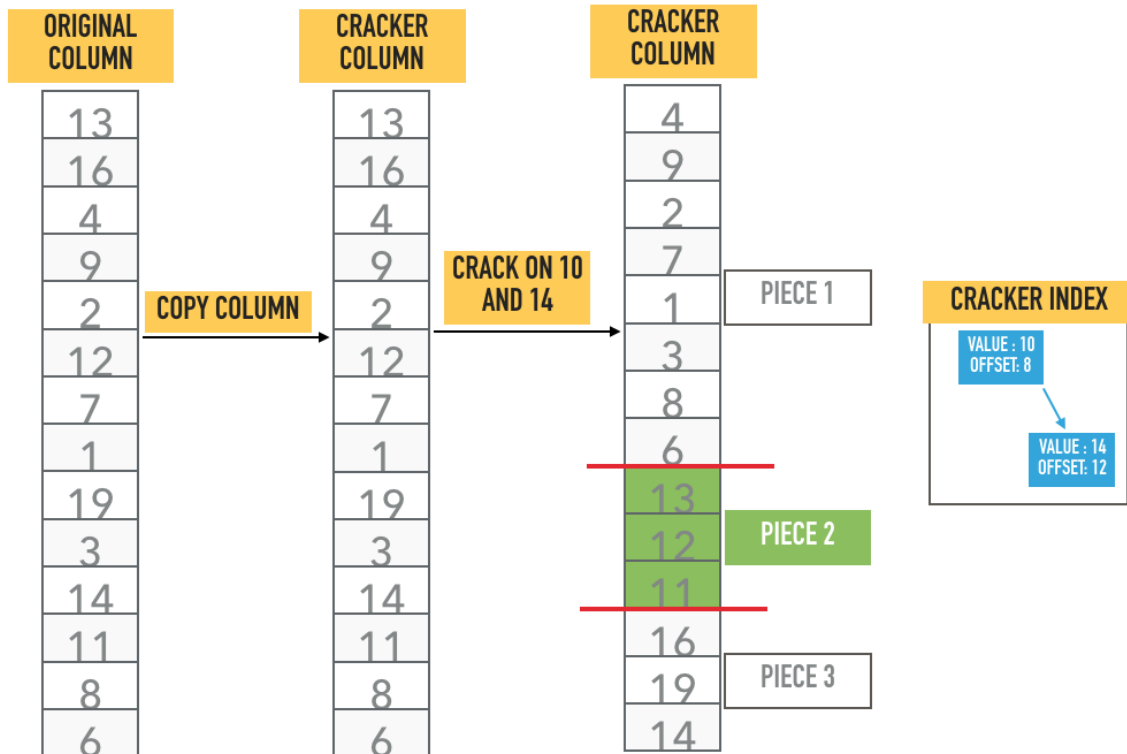 ORIGINAL
COLUMN
13
16
4
9
2
12
7
1
19
3
14
11
8
6
COPY COLUMN
CRACKER
COLUMN
13
16
4
9
2
12
7
1
19
3
14
11
8
6
CRACK ON 10
AND 14
CRACKER
COLUMN
4
9
2
7
1
3
8
6
13
12
11
16
19
14
PIECE 1
PIECE 2
PIECE 3
CRACKER INDEX
VALUE : 10
OFFSET: 8
VALUE : 14
OFFSET: 12